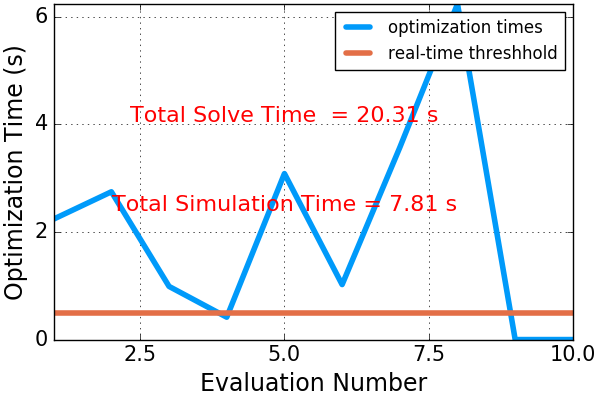 optimization times
real-time threshhold
Total Solve Time = 20.31 s
Total Simulation Time = 7.81 s
Optimization Time (s)
6
4
2
0
2.5 5.0 7.5 10.0
Evaluation Number